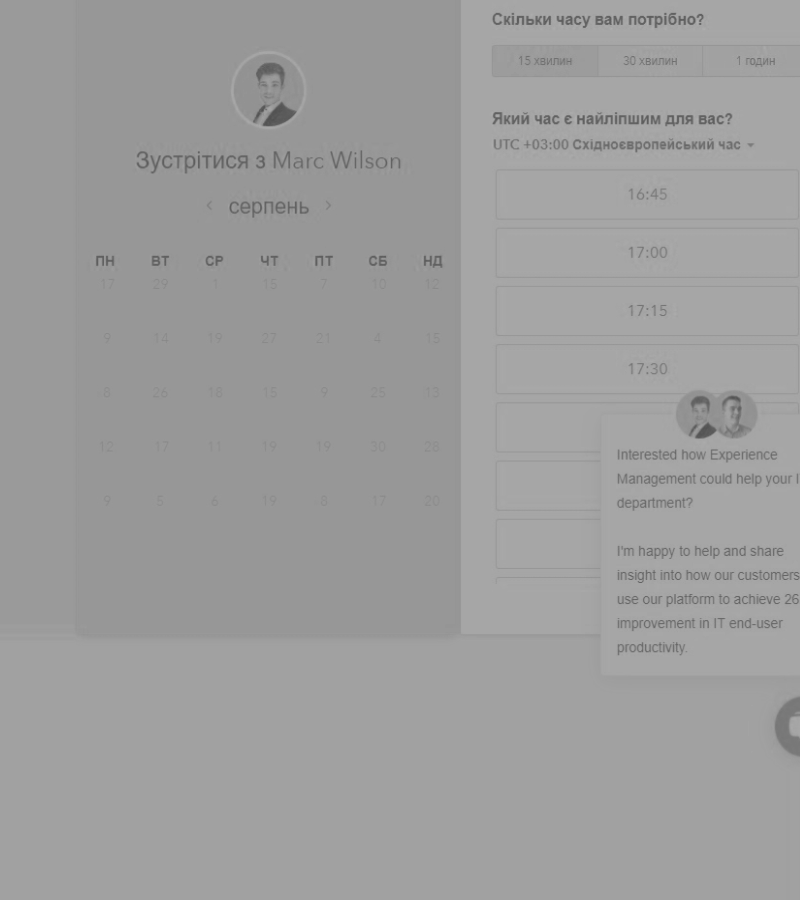 Зустрітися з Marc Wilson
серпень
ПН ВТ СР ЧТ ПТ СБ НД
17 29 1 15 7 10 12
9 14 19 27 21 4 15
8 26 18 15 9 25 13
12 17 11 19 19 30 28
9 5 6 19 8 17 20
Скільки часу вам потрібно?
15 хвилин 30 хвилин 1 годин
Який час є найліпшим для вас?
UTC +03:00 Східноєвропейський час
16:45
17:00
17:15
17:30
Interested how Experience
Management could help your
department?
I'm happy to help and share
insight into how our customers
use our platform to achieve 26
improvement in IT end-user
productivity.